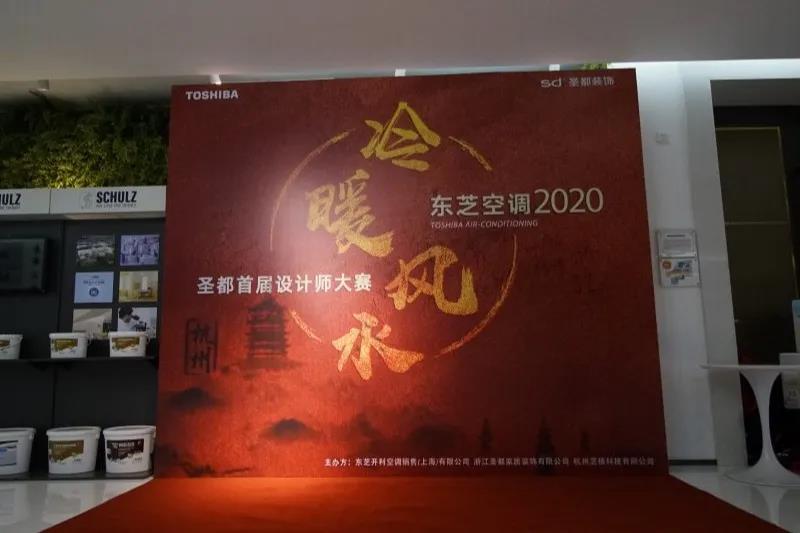 TOSHIBA
sd 圣都装饰
冷
暖
风
水
东芝空调2020
TOSHIBA AIR-CONDITIONING
圣都首届设计师大赛
杭州
主办方：东芝开利空调销售(上海)有限公司 浙江圣都家居装饰有限公司 杭州芝格科技有限公司
HULZ
SCHULZ